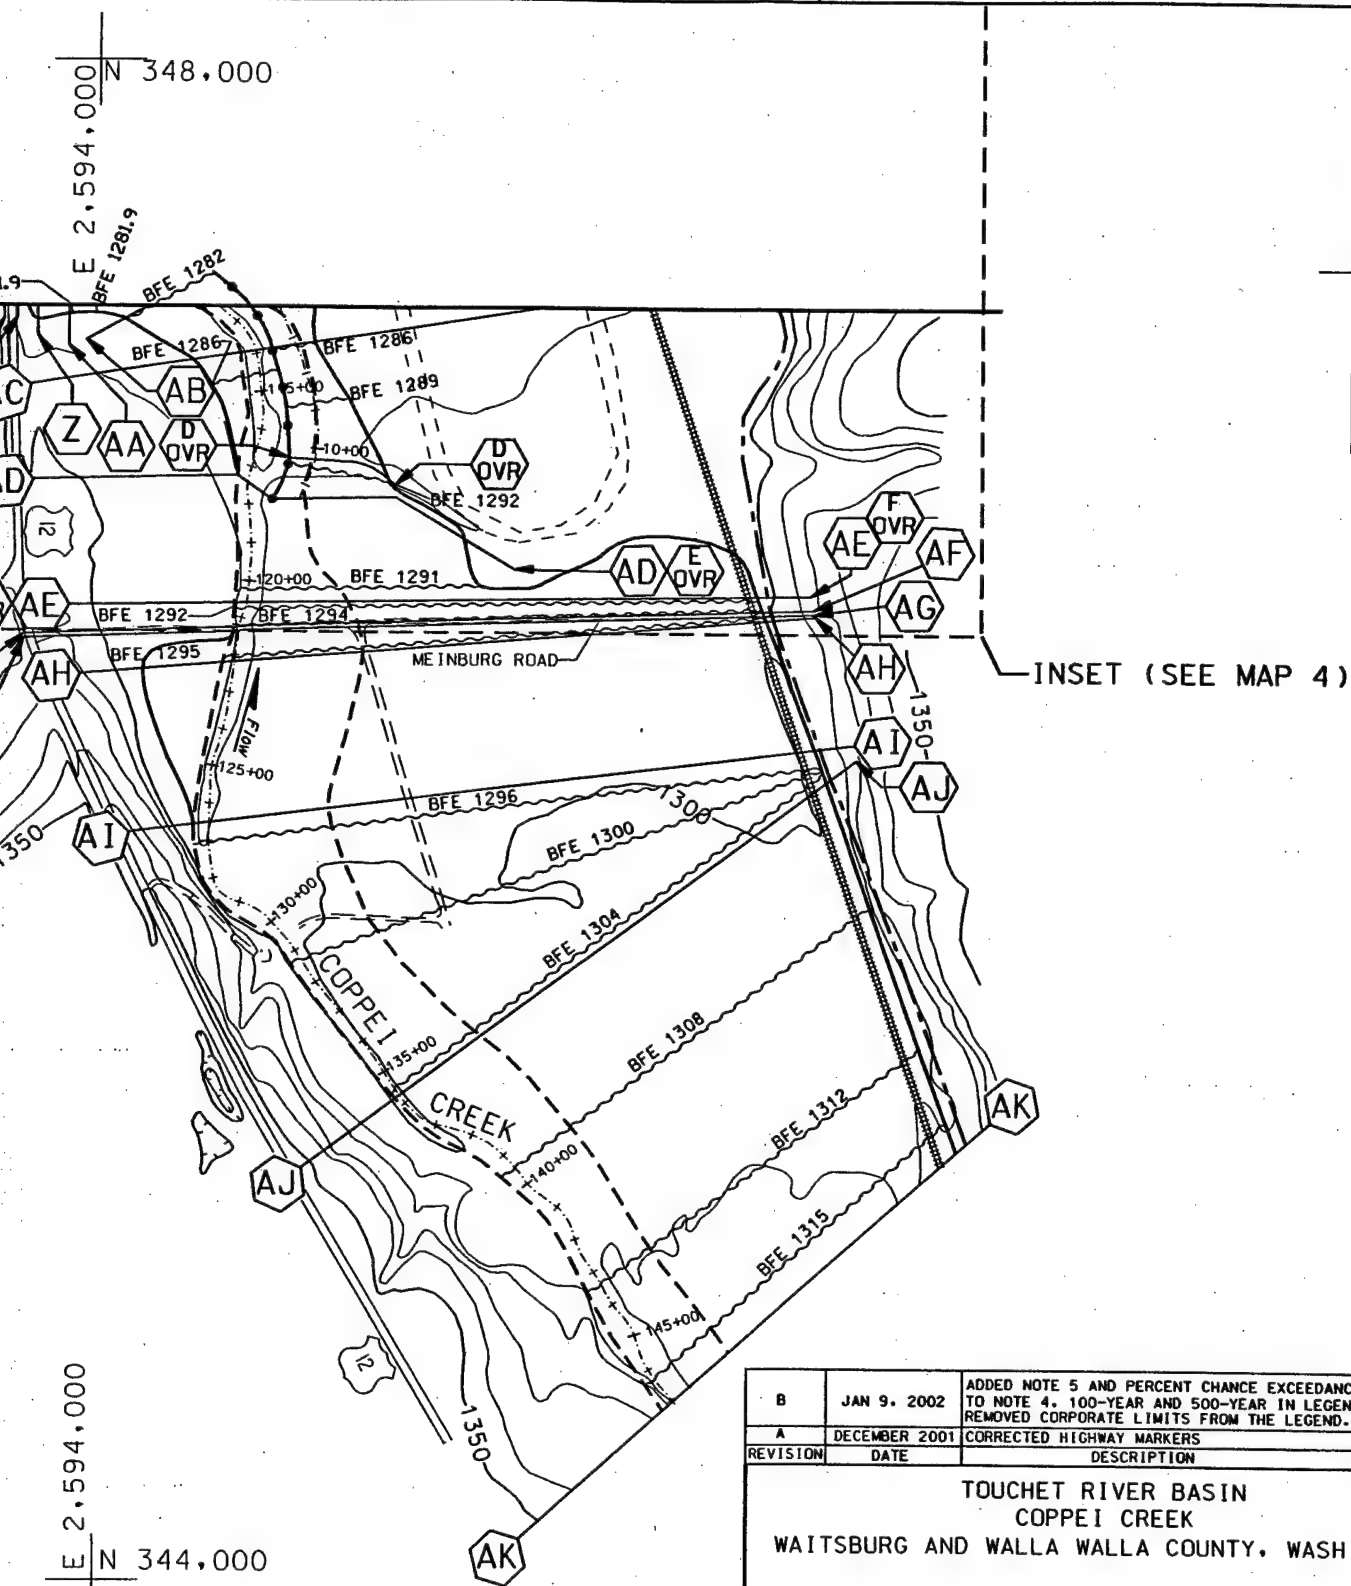 N 348,000
E 2,594,000
BFE 1281.9
BFE 1282
.9
BFE 1286
BFE 1286
BFE 1289
115+00
AC
AB
Z
AA
D
OVR
10+00
D
OVR
BFE 1292
AD
12
F
OVR
AE
AF
AD
E
OVR
120+00
BFE 1291
AE
BFE 1292
BFE 1294
AG
BFE 1295
MEINBURG ROAD
AH
AH
INSET (SEE MAP 4)
Flow
1350
125+00
AI
AJ
BFE 1296
1300
AI
1350
BFE 1300
130+00
BFE 1304
COPPEI
BFE 1308
135+00
CREEK
BFE 1312
AK
140+00
AJ
BFE 1315
145+00
12
1350
B JAN 9. 2002 ADDED NOTE 5 AND PERCENT CHANCE EXCEEDANC
TO NOTE 4. 100-YEAR AND 500-YEAR IN LEGEN
REMOVED CORPORATE LIMITS FROM THE LEGEND.
A DECEMBER 2001 CORRECTED HIGHWAY MARKERS
REVISION DATE DESCRIPTION
TOUCHET RIVER BASIN
COPPEI CREEK
WAITSBURG AND WALLA WALLA COUNTY, WASH
E 2,594,000
N 344,000
AK